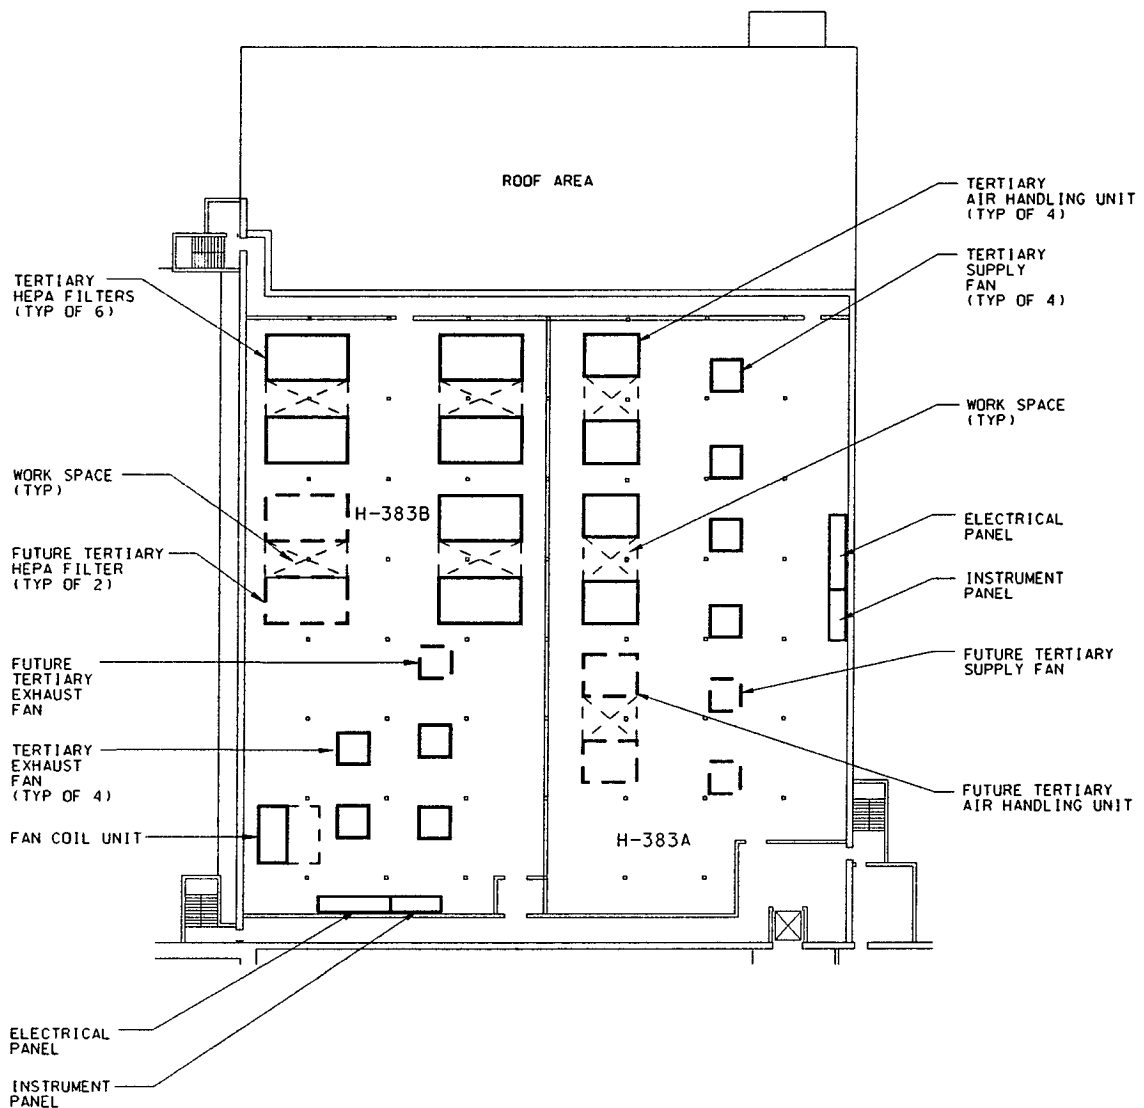 ROOF AREA
TERTIARY
AIR HANDLING UNIT
(TYP OF 4)
TERTIARY
SUPPLY
FAN
(TYP OF 4)
TERTIARY
HEPA FILTERS
(TYP OF 6)
WORK SPACE
(TYP)
WORK SPACE
(TYP)
H-383B
ELECTRICAL
PANEL
FUTURE TERTIARY
HEPA FILTER
(TYP OF 2)
INSTRUMENT
PANEL
FUTURE
TERTIARY
EXHAUST
FAN
FUTURE TERTIARY
SUPPLY FAN
TERTIARY
EXHAUST
FAN
(TYP OF 4)
FUTURE TERTIARY
AIR HANDLING UNIT
FAN COIL UNIT
H-383A
ELECTRICAL
PANEL
INSTRUMENT
PANEL